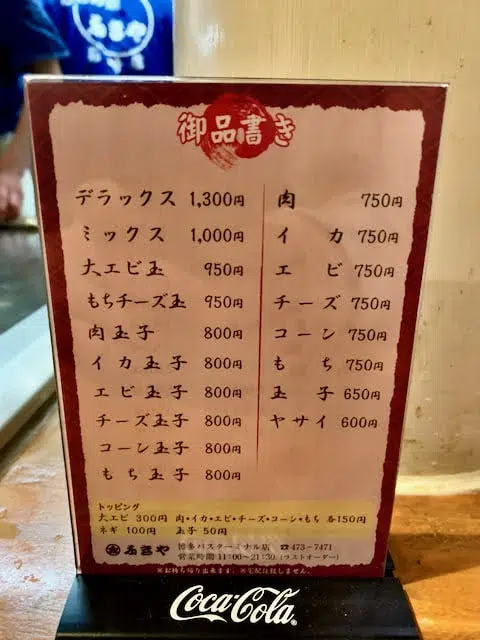 ふきや
御品書き
デラックス 1,300円
ミックス 1,000円
大エビ玉 950円
もちチーズ玉 950円
肉玉子 800円
イカ玉子 800円
エビ玉子 800円
チーズ玉子 800円
コーン玉子 800円
もち玉子 800円
肉 750円
イカ 750円
エビ 750円
チーズ 750円
コーン 750円
もち 750円
玉子 650円
ヤサイ 600円
トッピング
大エビ 300円 肉・イカ・エビ・チーズ・コーン・もち 各150円
ネギ 100円 玉子 50円
ふきや 博多バスターミナル店 ☎473-7471
営業時間 11:00~21:30 (ラストオーダー)
※お持ち帰り出来ます。※宅配は致しません。
Coca-Cola